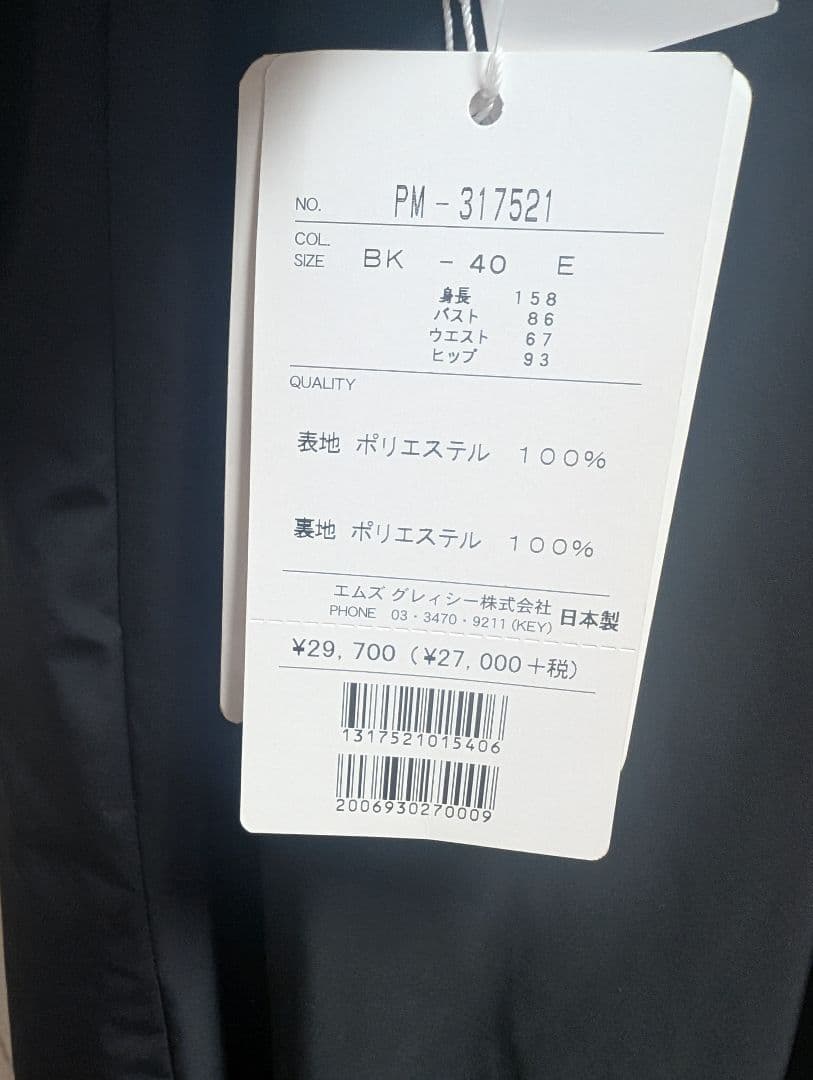 NO. PM-317521
COL.
SIZE BK -40 E
身長 158
バスト 86
ウエスト 67
ヒップ 93
QUALITY
表地 ポリエステル 100%
裏地 ポリエステル 100%
エムズ グレィシー株式会社
PHONE 03・3470・9211(KEY) 日本製
¥29,700(¥27,000+税)
1317521015406
2006930270009